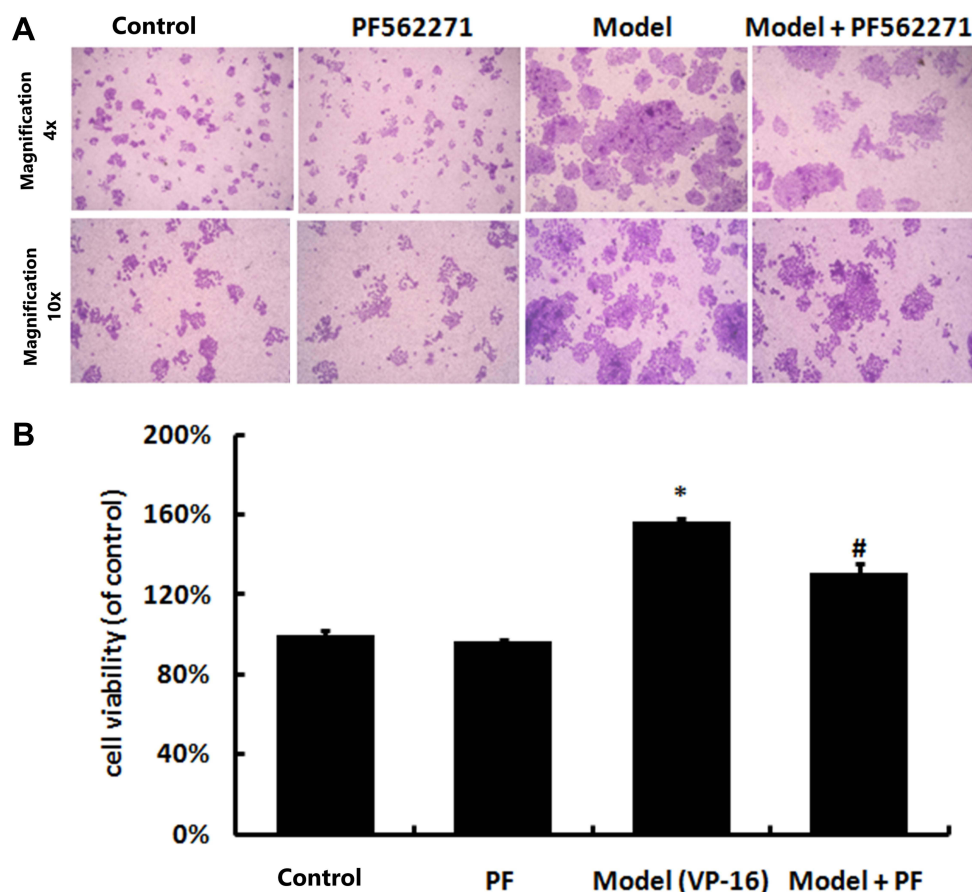 A
Control
PF562271
Model
Model + PF562271
Magnification
4x
Magnification
10x
B
cell viability (of control)
200%
160%
120%
80%
40%
0%
*
#
Control
PF
Model (VP-16)
Model + PF